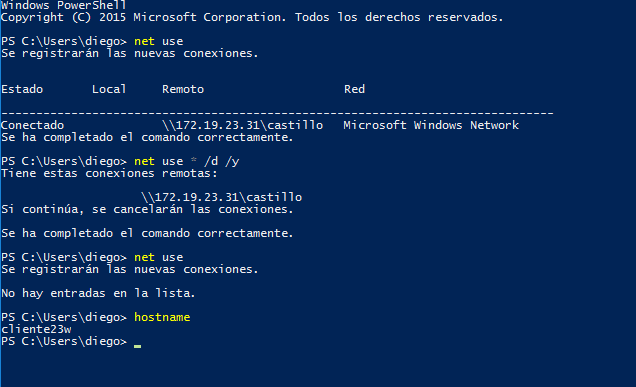 Windows PowerShell
Copyright (C) 2015 Microsoft Corporation. Todos los derechos reservados.
PS C:\Users\diego> net use
Se registrarán las nuevas conexiones.
Estado Local Remoto Red
-------------------------------------------------------------------------------
Conectado \\172.19.23.31\castillo Microsoft Windows Network
Se ha completado el comando correctamente.
PS C:\Users\diego> net use * /d /y
Tiene estas conexiones remotas:
\\172.19.23.31\castillo
Si continúa, se cancelarán las conexiones.
Se ha completado el comando correctamente.
PS C:\Users\diego> net use
Se registrarán las nuevas conexiones.
No hay entradas en la lista.
PS C:\Users\diego> hostname
cliente23w
PS C:\Users\diego> _